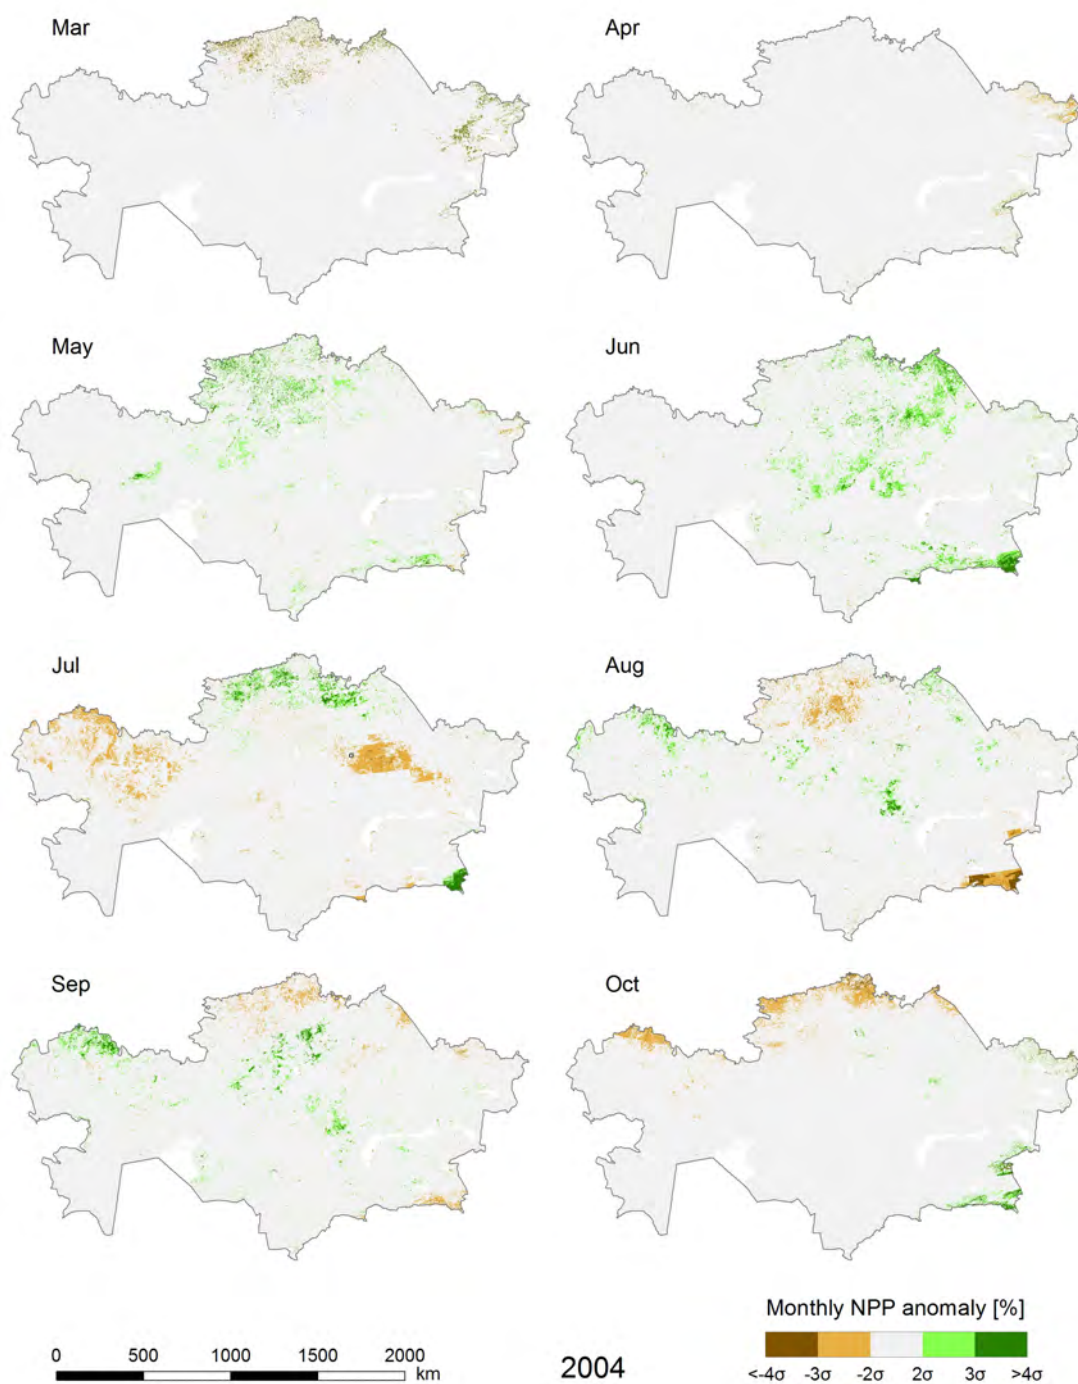 Mar
Apr
May
Jun
Jul
Aug
Sep
Oct
Monthly NPP anomaly [%]
0 500 1000 1500 2000
km
2004
<-4σ -3σ -2σ 2σ 3σ >4σ